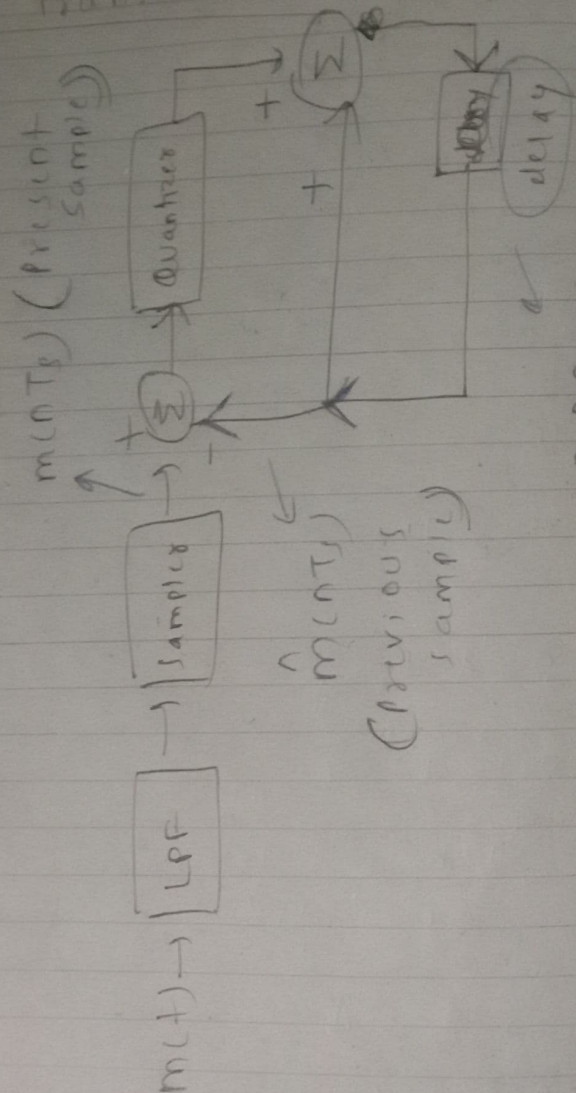 m(t) → LPF → Sampler → Σ
+
-
m(nTs) (present
sample)
Quantizer
+
Σ
+
delay
m̂(nTs)
(previous
sample)